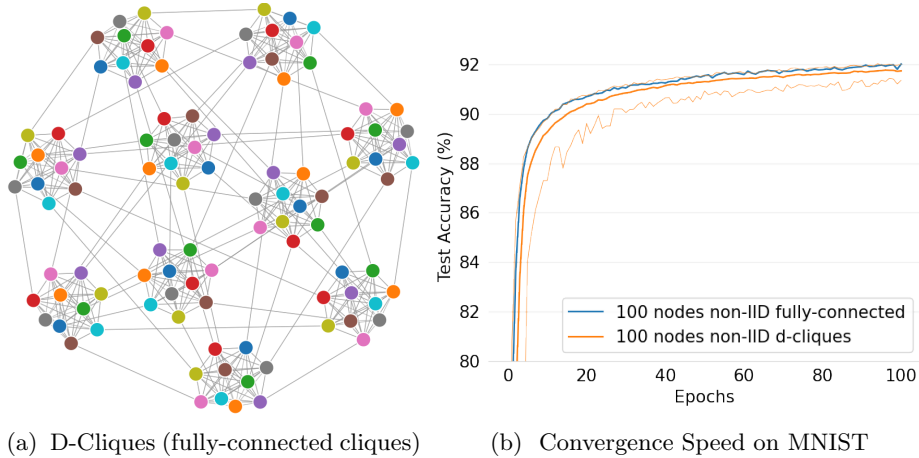 92
90
88
86
84
82
80
Test Accuracy (%)
100 nodes non-IID fully-connected
100 nodes non-IID d-cliques
0 20 40 60 80 100
Epochs
(a) D-Cliques (fully-connected cliques)
(b) Convergence Speed on MNIST